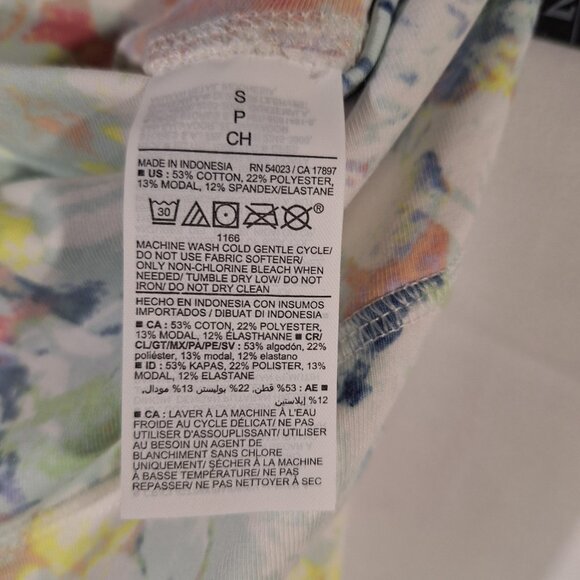 S
P
CH
MADE IN INDONESIA RN 54023 / CA 17897
■ US : 53% COTTON, 22% POLYESTER,
13% MODAL, 12% SPANDEX/ELASTANE
30 ®
1166
MACHINE WASH COLD GENTLE CYCLE/
DO NOT USE FABRIC SOFTENER/
ONLY NON-CHLORINE BLEACH WHEN
NEEDED/ TUMBLE DRY LOW/ DO NOT
IRON/ DO NOT DRY CLEAN
HECHO EN INDONESIA CON INSUMOS
IMPORTADOS / DIBUAT DI INDONESIA
■ CA : 53% COTON, 22% POLYESTER,
13% MODAL, 12% ÉLASTHANNE ■ CR/
CL/GT/MX/PA/PE/SV : 53% algodón, 22%
poliéster, 13% modal, 12% elastano
■ ID : 53% KAPAS, 22% POLISTER, 13%
MODAL, 12% ELASTANE
■ AE : 53% قطن, 22% بوليستر, 13% مودال,
12% إيلاستين
■ CA : LAVER À LA MACHINE À L'EAU
FROIDE AU CYCLE DÉLICAT/ NE PAS
UTILISER D'ASSOUPLISSANT/ UTILISER
AU BESOIN UN AGENT DE
BLANCHIMENT SANS CHLORE
UNIQUEMENT/ SÉCHER À LA MACHINE
À BASSE TEMPÉRATURE/ NE PAS
REPASSER/ NE PAS NETTOYER À SEC